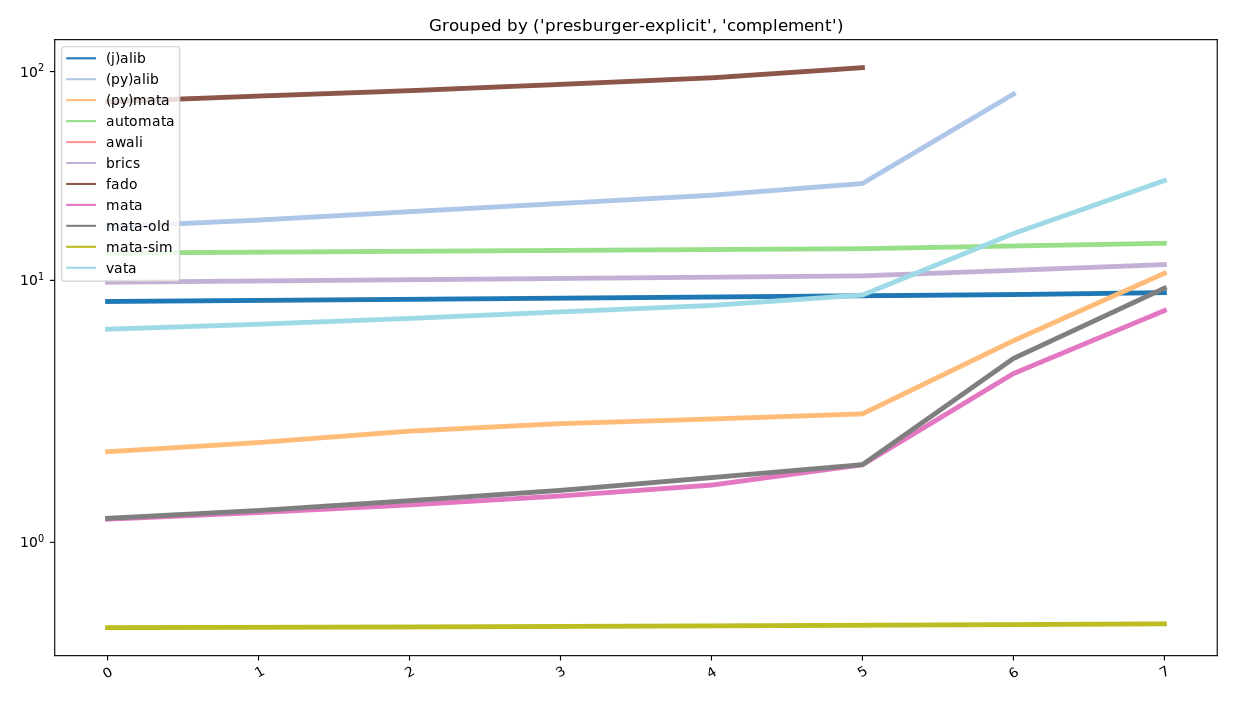 Grouped by ('presburger-explicit', 'complement')
10²
10¹
10⁰
(j)alib
(py)alib
(py)mata
automata
awali
brics
fado
mata
mata-old
mata-sim
vata
0 1 2 3 4 5 6 7